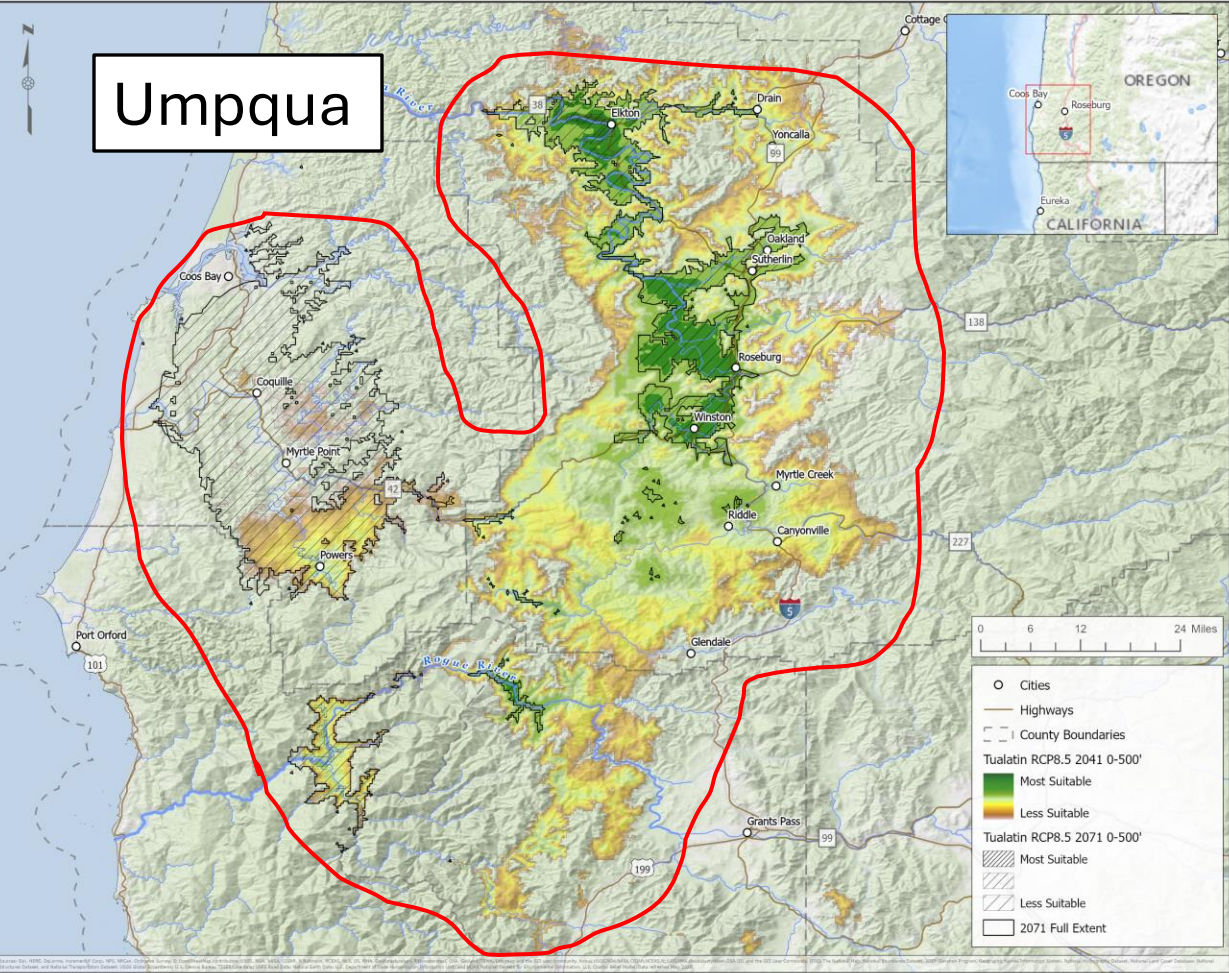 N
Umpqua
Cottage
OREGON
Coos Bay
Roseburg
5
Eureka
CALIFORNIA
River
38
Elkton
Drain
Yoncalla
99
Oakland
Sutherlin
Coos Bay
138
Roseburg
Coquille
Winston
Myrtle Point
42
Myrtle Creek
Riddle
Canyonville
227
Powers
5
Port Orford
101
Glendale
Rogue River
Grants Pass
99
199
0 6 12 24 Miles
Cities
Highways
County Boundaries
Tualatin RCP8.5 2041 0-500'
Most Suitable
Less Suitable
Tualatin RCP8.5 2071 0-500'
Most Suitable
Less Suitable
2071 Full Extent